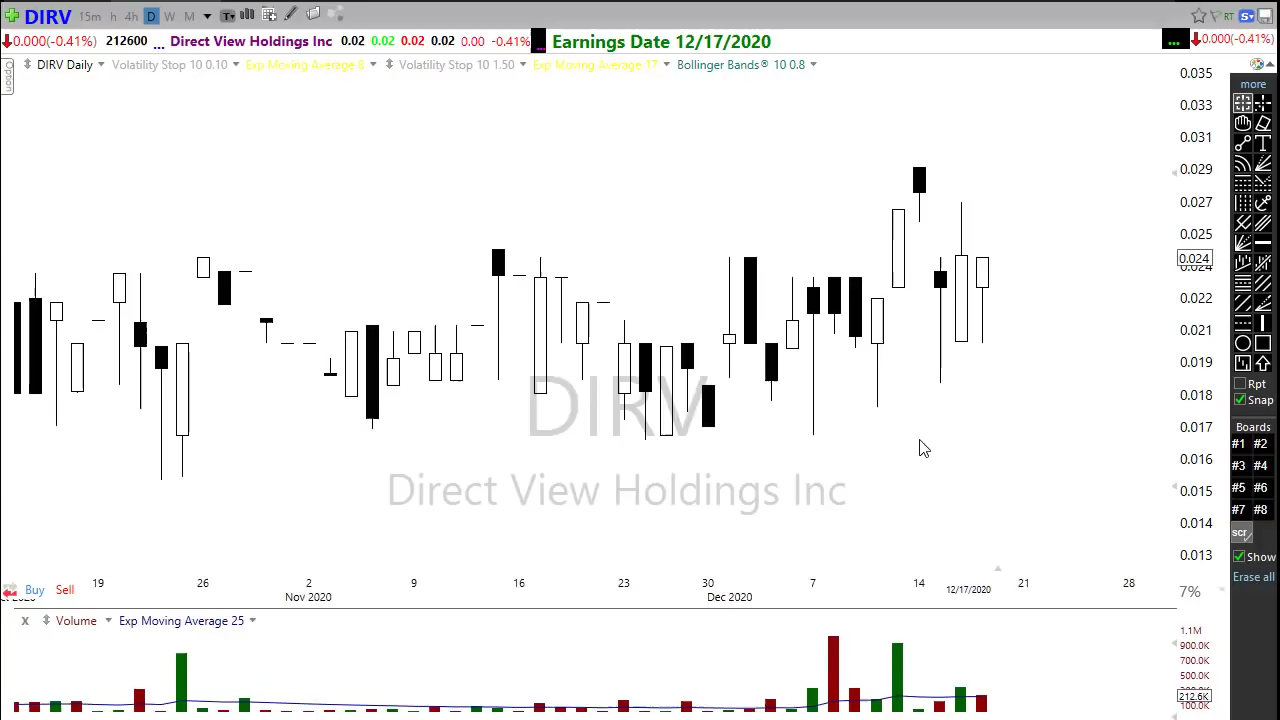 DIRV 15m h 4h D W M T RT S
0.000(-0.41%) 212600 ... Direct View Holdings Inc 0.02 0.02 0.02 0.02 0.00 -0.41% ... Earnings Date 12/17/2020 ... 0.000(-0.41%)
DIRV Daily Volatility Stop 10 0.10 Exp Moving Average 8 Volatility Stop 10 1.50 Exp Moving Average 17 Bollinger Bands® 10 0.8
Option
0.035
0.033
0.031
0.029
0.027
0.025
0.024
0.024
0.022
0.021
0.019
0.018
0.017
0.016
0.015
0.014
0.013
DIRV
Direct View Holdings Inc
more
T
Rpt
Snap
Boards
#1 #2
#3 #4
#5 #6
#7 #8
scr
Show
Erase all
19 26 2 9 16 23 30 7 14 21 28
Buy Sell 12/17/2020 7%
2020 Nov 2020 Dec 2020
x Volume Exp Moving Average 25
1.1M
900.0K
700.0K
500.0K
212.6K
100.0K